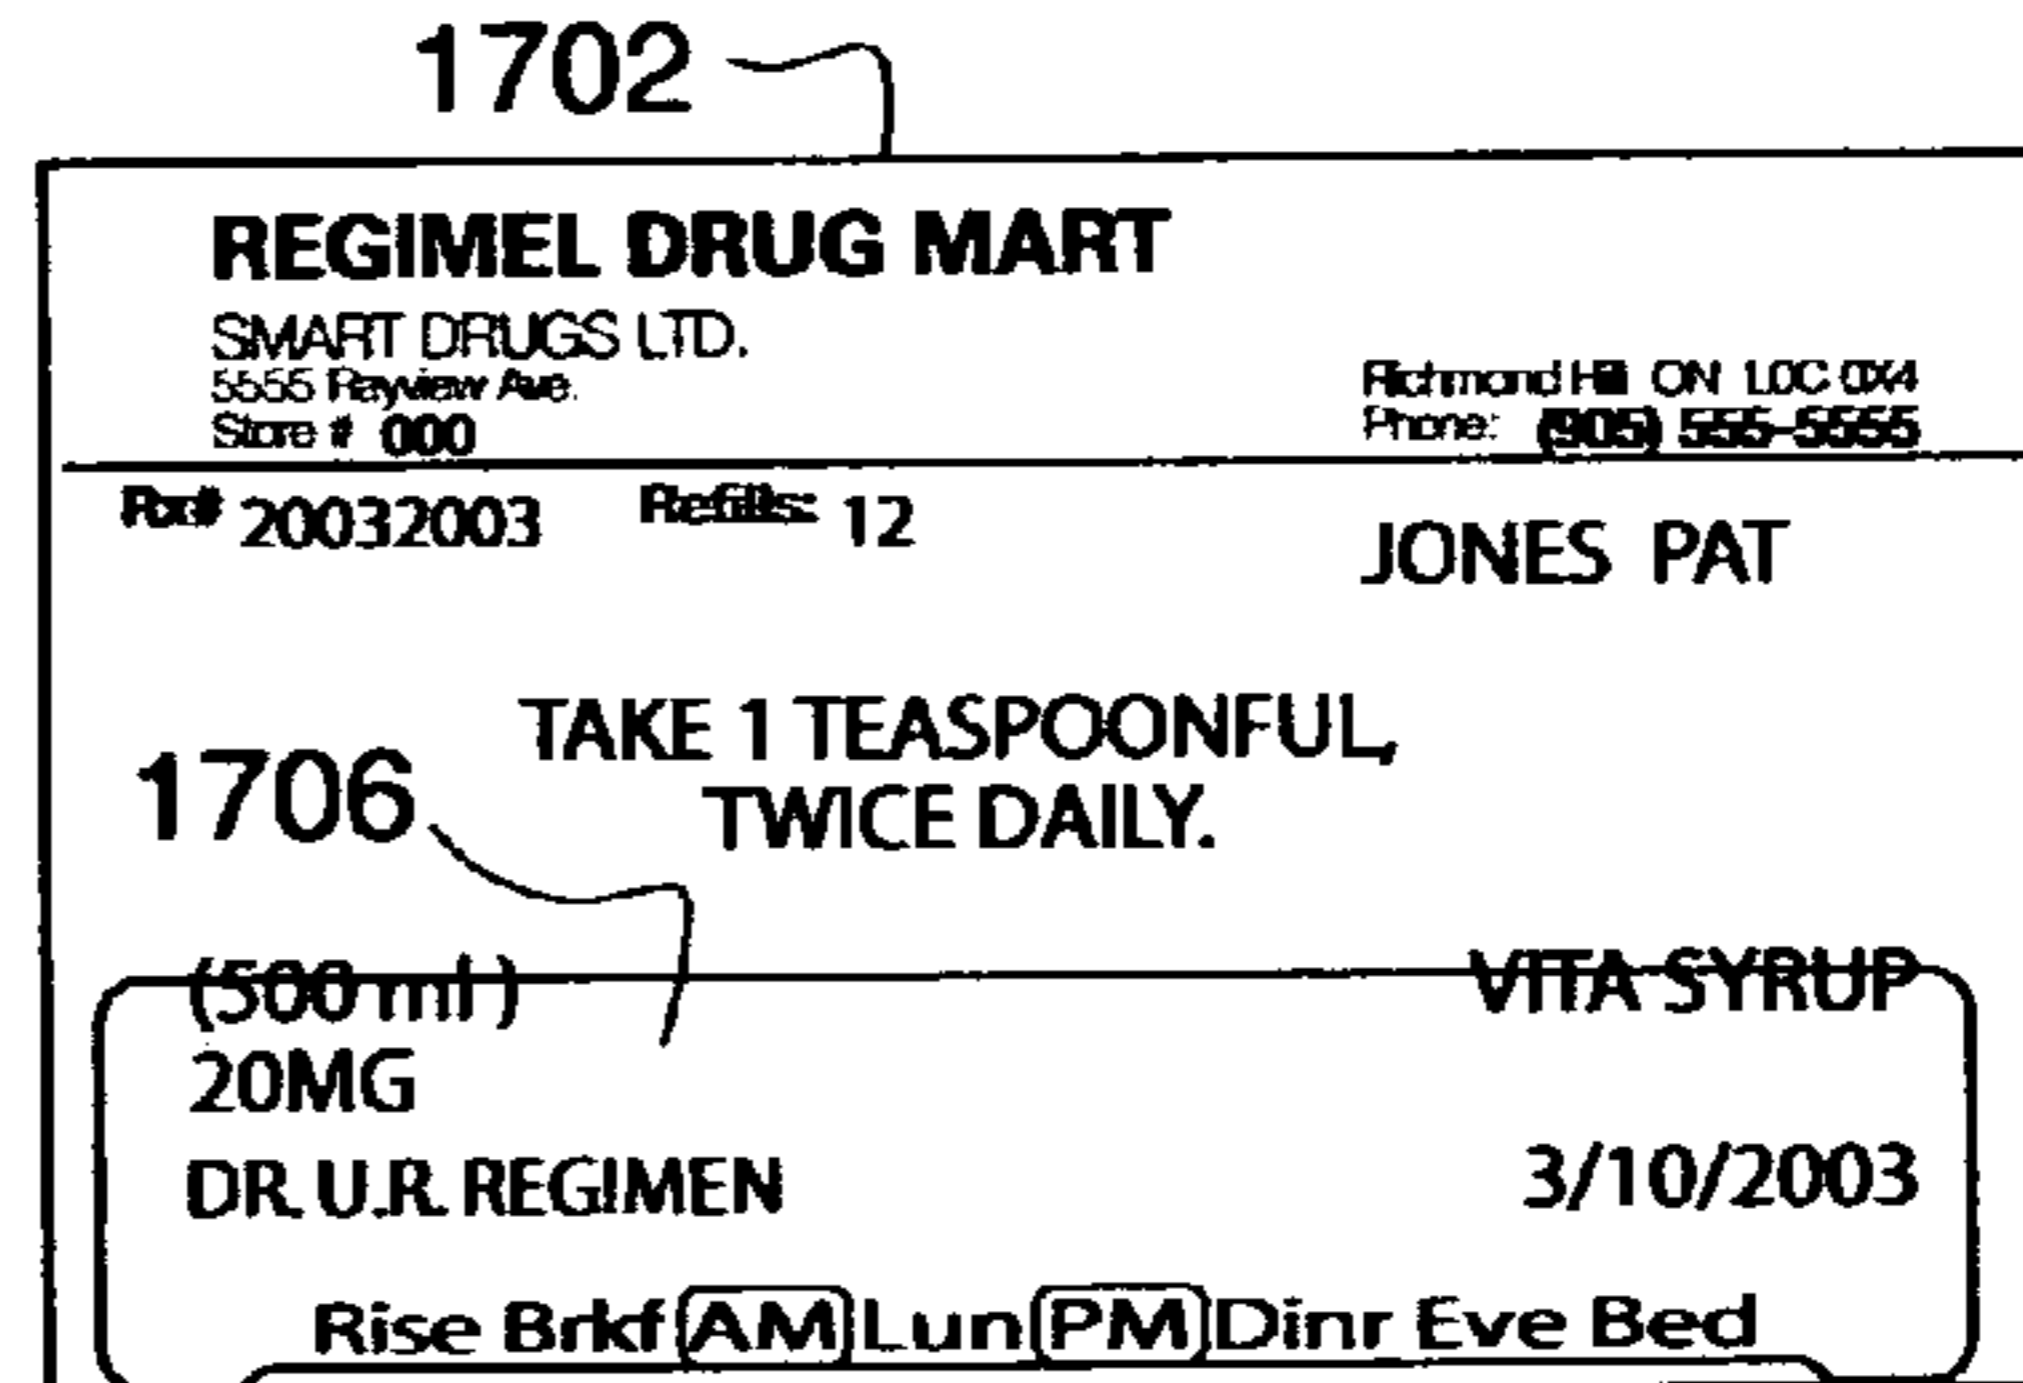 1702
REGIMEL DRUG MART
SMART DRUGS LTD.
5555 Rayview Ave.
Store # 000
Richmond Hill ON L0C 0X4
Phone: (905) 555-5555
Rx# 20032003 Refills: 12
JONES PAT
TAKE 1 TEASPOONFUL,
TWICE DAILY.
1706
(500 ml ) VITA SYRUP
20MG
DR. U.R. REGIMEN 3/10/2003
Rise Brkf AM Lun PM Dinr Eve Bed